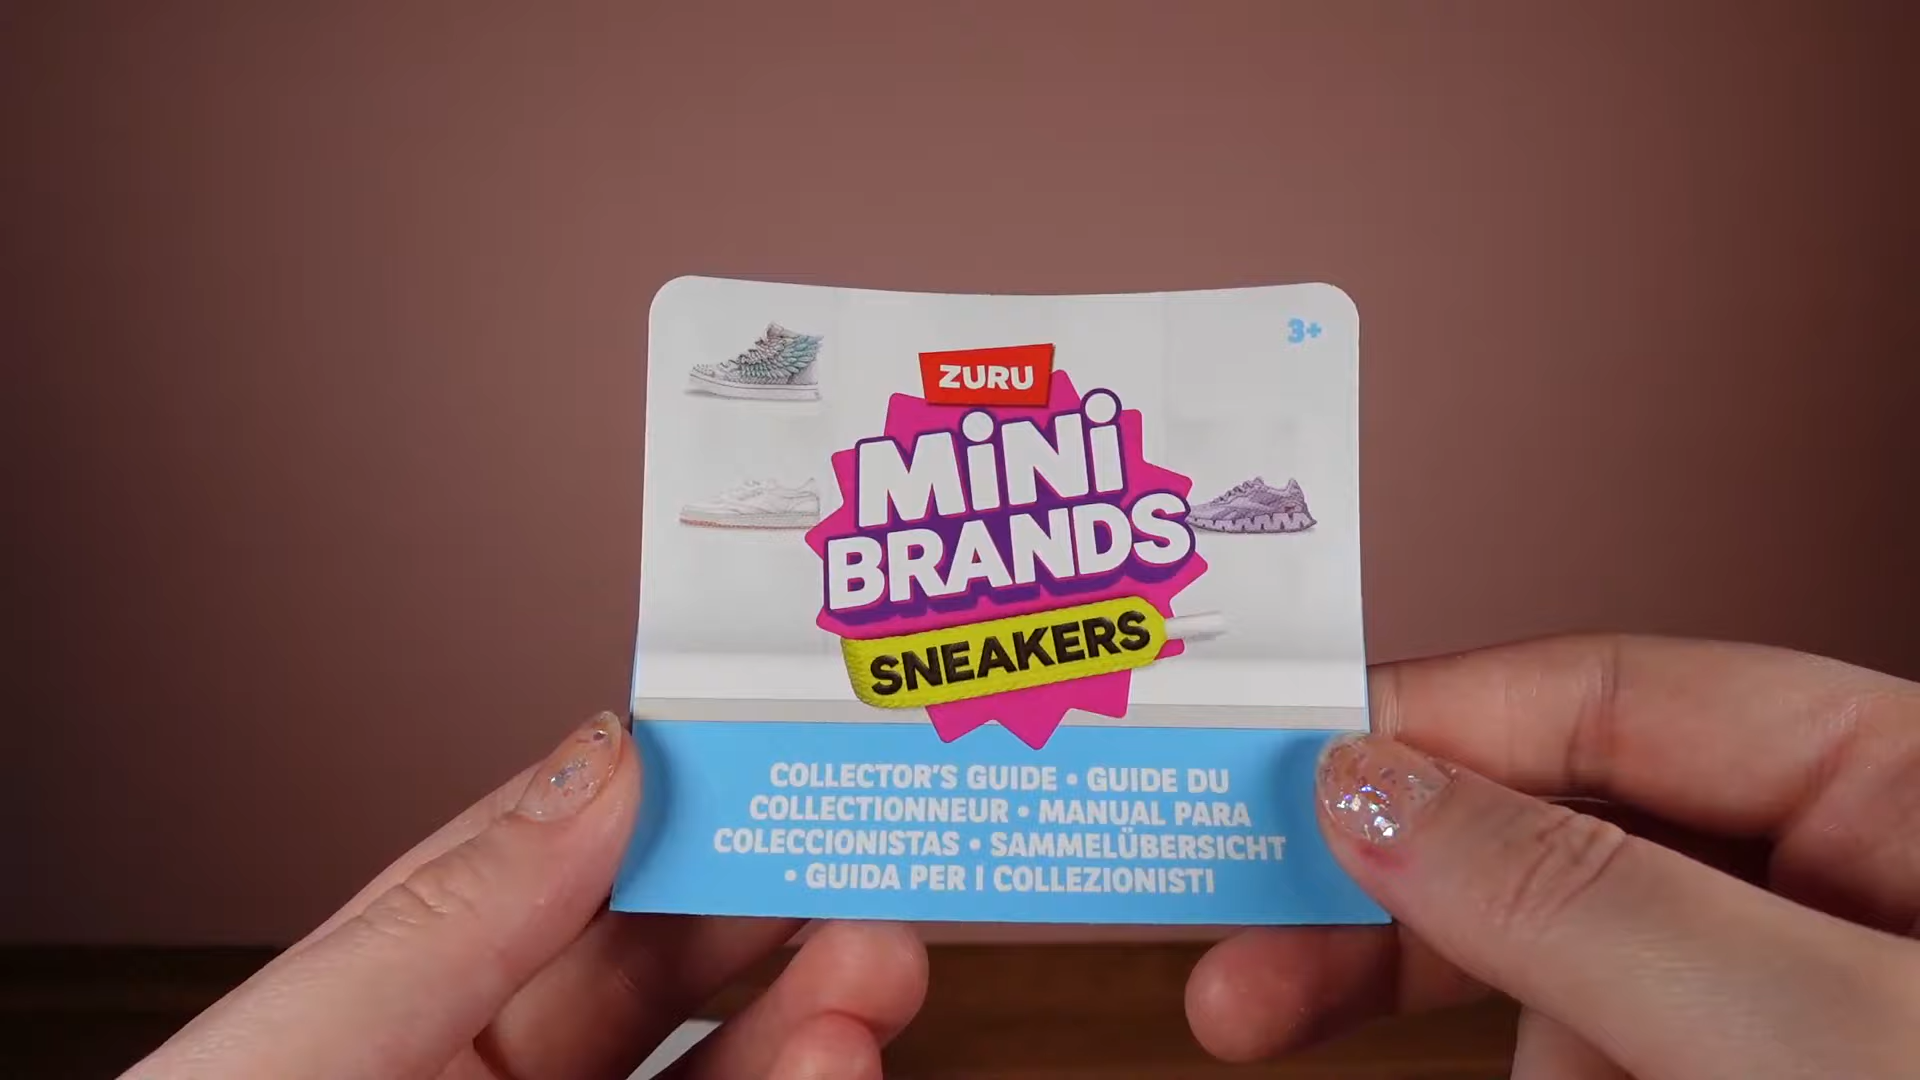 3+
ZURU
MiNi
BRANDS
SNEAKERS
COLLECTOR'S GUIDE • GUIDE DU
COLLECTIONNEUR • MANUAL PARA
COLECCIONISTAS • SAMMELÜBERSICHT
• GUIDA PER I COLLEZIONISTI